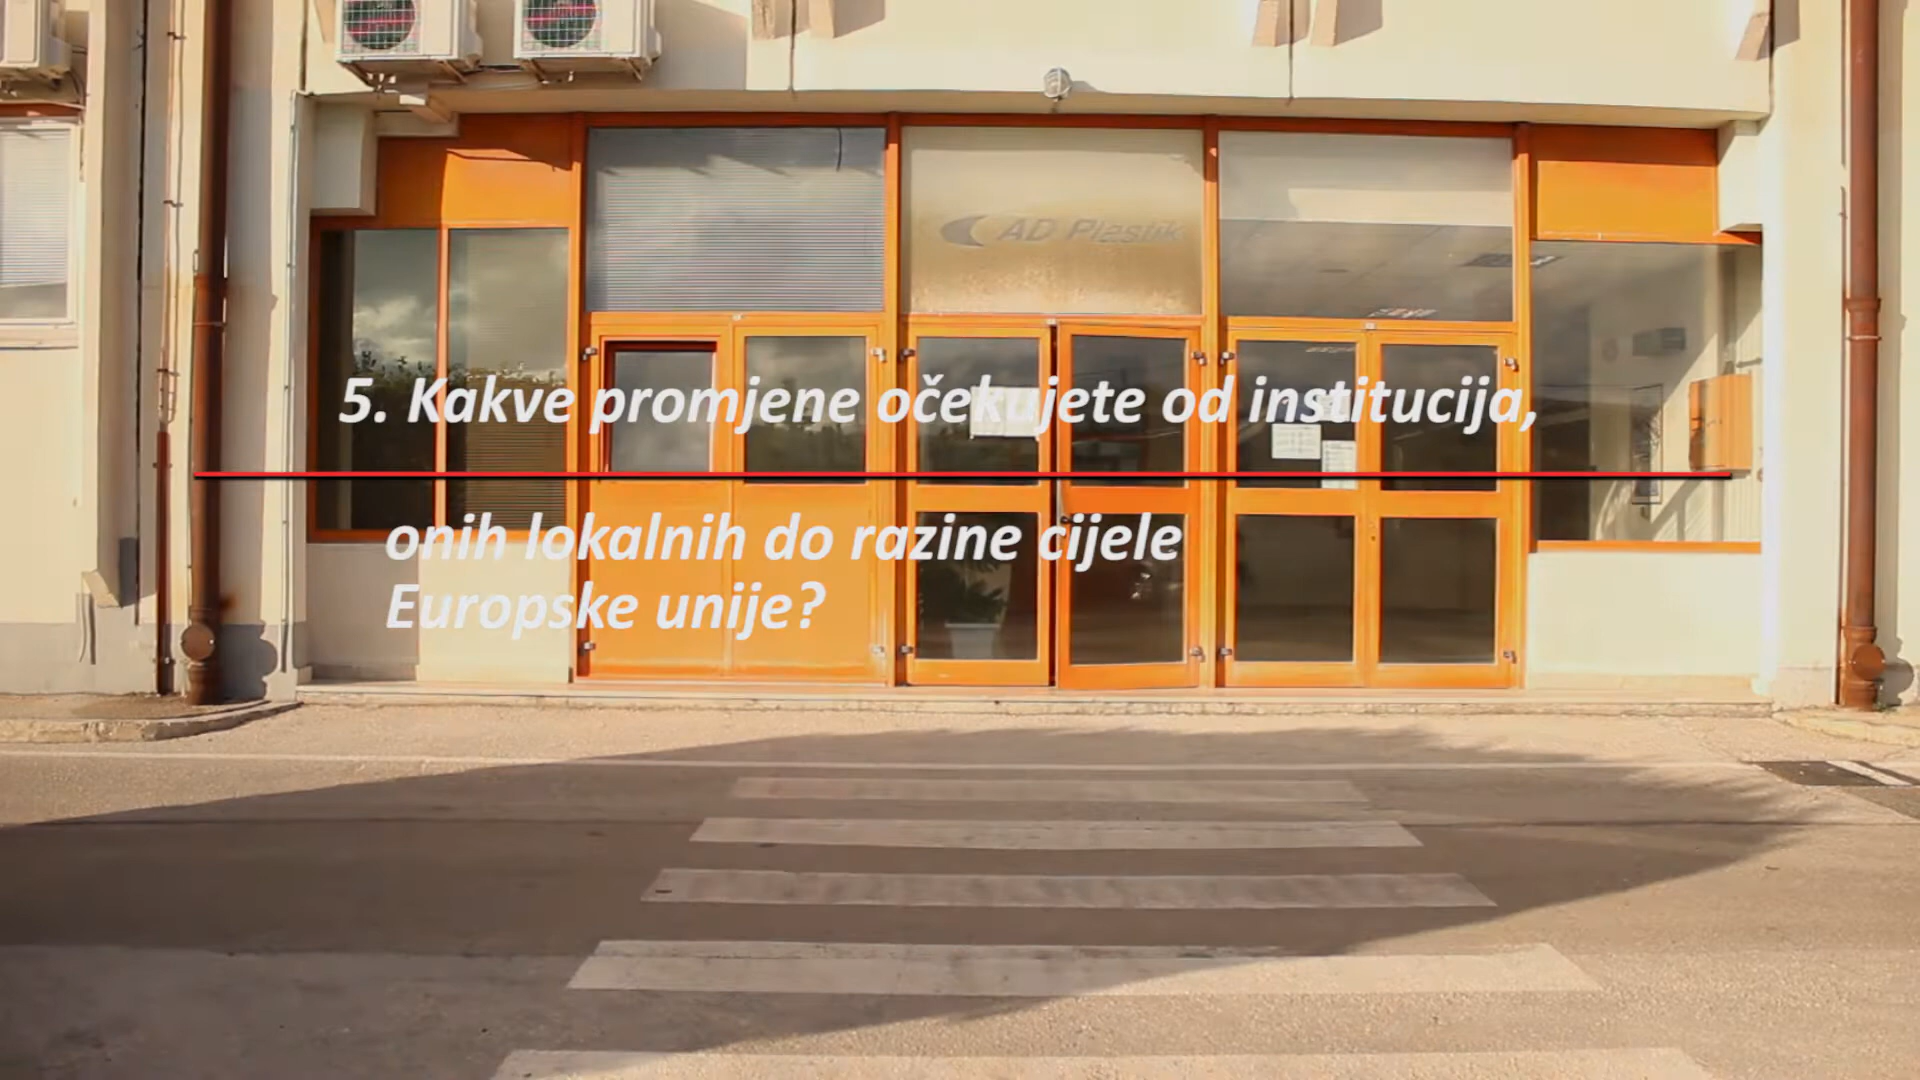 AD Plastik
5. Kakve promjene očekujete od institucija,
onih lokalnih do razine cijele
Europske unije?